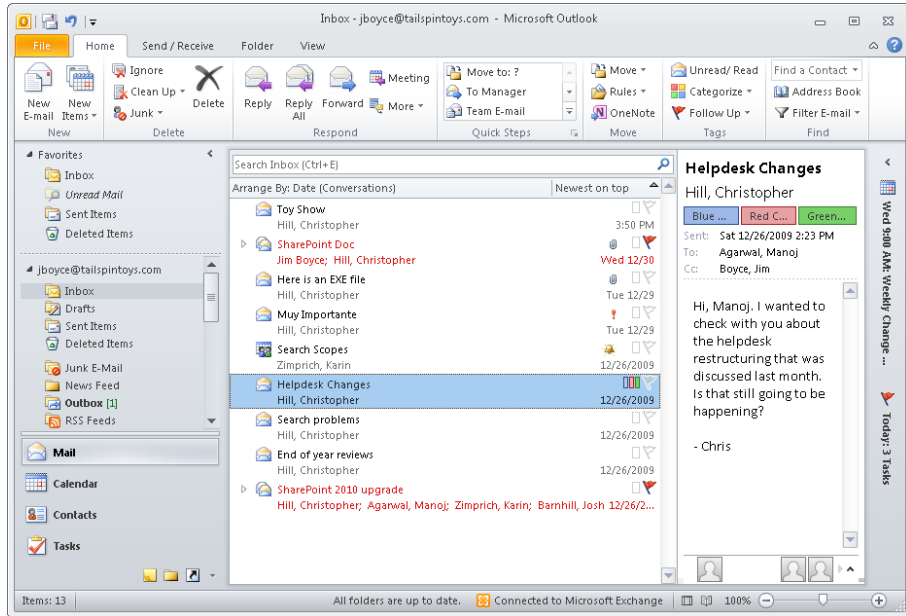 Inbox - jboyce@tailspintoys.com - Microsoft Outlook
File Home Send / Receive Folder View
New E-mail
New Items
New
Ignore
Clean Up
Junk
Delete
Delete
Reply
Reply All
Forward
Meeting
More
Respond
Move to: ?
To Manager
Team E-mail
Quick Steps
Move
Rules
OneNote
Move
Unread/ Read
Categorize
Follow Up
Tags
Find a Contact
Address Book
Filter E-mail
Find
Favorites
Inbox
Unread Mail
Sent Items
Deleted Items
jboyce@tailspintoys.com
Inbox
Drafts
Sent Items
Deleted Items
Junk E-Mail
News Feed
Outbox [1]
RSS Feeds
Mail
Calendar
Contacts
Tasks
Search Inbox (Ctrl+E)
Arrange By: Date (Conversations) Newest on top
Toy Show
Hill, Christopher 3:50 PM
SharePoint Doc
Jim Boyce; Hill, Christopher Wed 12/30
Here is an EXE file
Hill, Christopher Tue 12/29
Muy Importante
Hill, Christopher Tue 12/29
Search Scopes
Zimprich, Karin 12/26/2009
Helpdesk Changes
Hill, Christopher 12/26/2009
Search problems
Hill, Christopher 12/26/2009
End of year reviews
Hill, Christopher 12/26/2009
SharePoint 2010 upgrade
Hill, Christopher; Agarwal, Manoj; Zimprich, Karin; Barnhill, Josh 12/26/2...
Helpdesk Changes
Hill, Christopher
Blue ... Red C... Green...
Sent: Sat 12/26/2009 2:23 PM
To: Agarwal, Manoj
Cc: Boyce, Jim
Hi, Manoj. I wanted to
check with you about
the helpdesk
restructuring that was
discussed last month.
Is that still going to be
happening?
- Chris
Wed 9:00 AM: Weekly Change ...
Today: 3 Tasks
Items: 13 All folders are up to date. Connected to Microsoft Exchange 100%